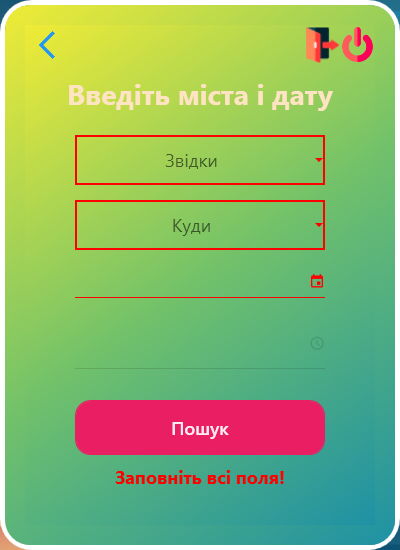 Введіть міста і дату
Звідки
Куди
Пошук
Заповніть всі поля!